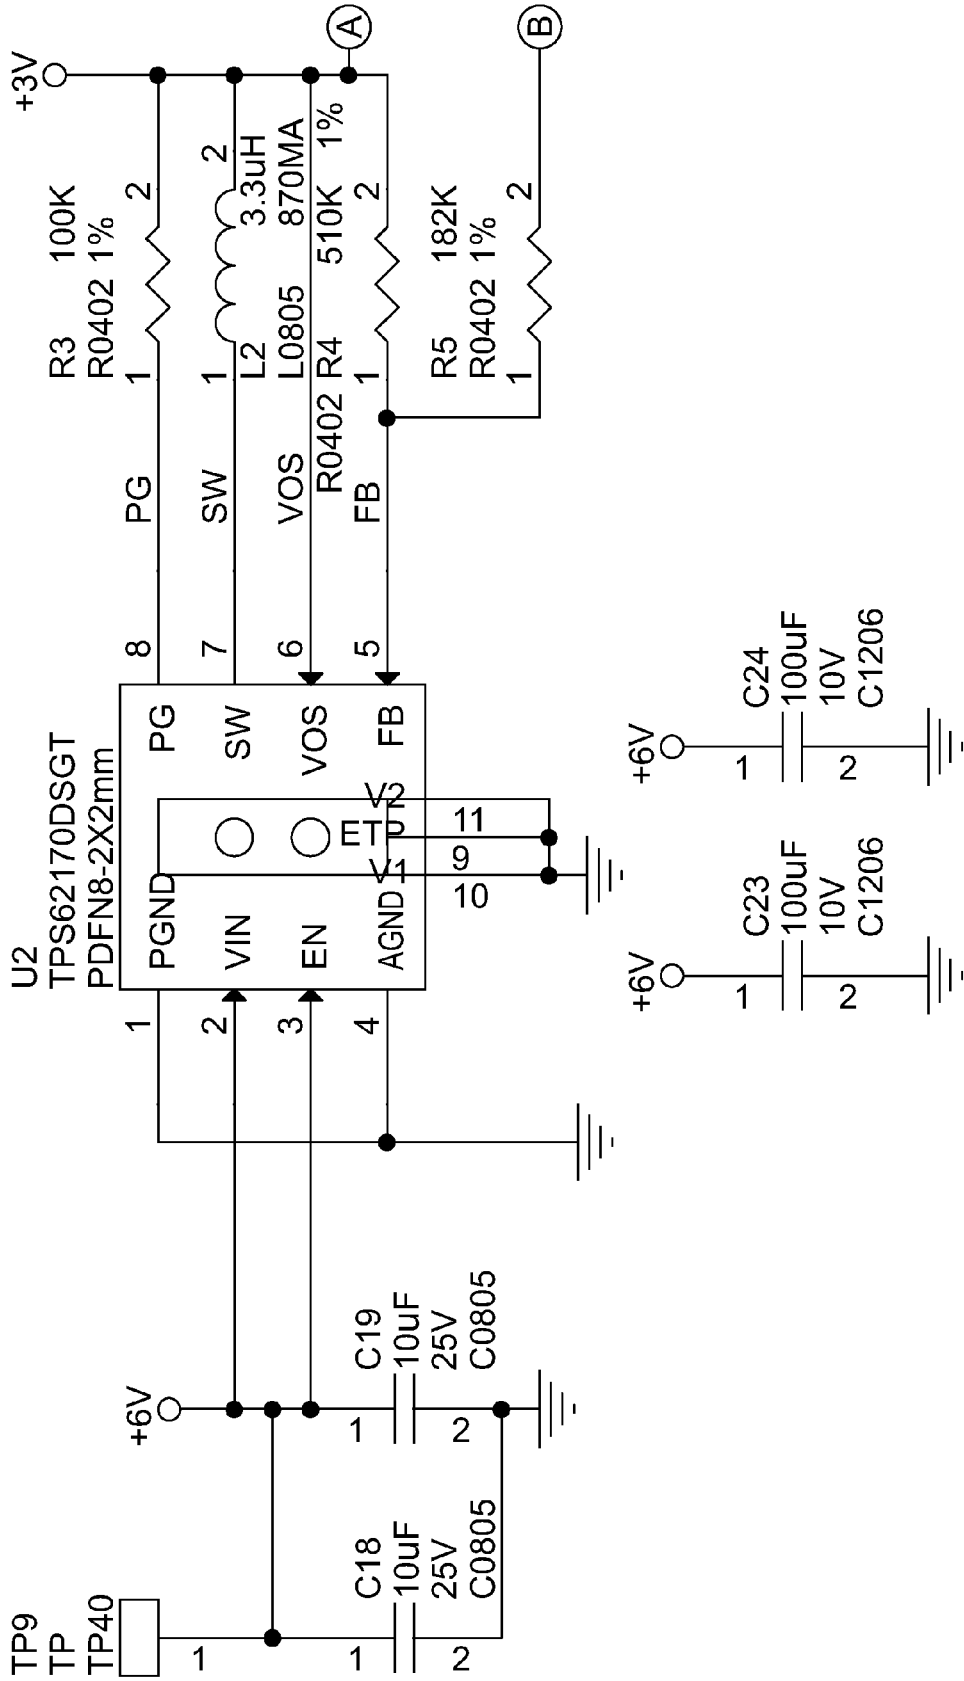 TP9
TP
TP40
1
+6V
C18
10uF
25V
C0805
1
2
C19
10uF
25V
C0805
1
2
U2
TPS62170DSGT
PDFN8-2X2mm
1
2
3
4
PGND
VIN
EN
AGND
PG
SW
VOS
FB
V2
ETP
V1
11
9
10
8
7
6
5
PG
SW
VOS
FB
R3 100K
R0402 1%
1
2
1
2
L2 3.3uH
L0805 870MA
R0402 R4 510K 1%
1
2
R5 182K
R0402 1%
1
2
+3V
A
B
+6V
C23
100uF
10V
C1206
1
2
+6V
C24
100uF
10V
C1206
1
2